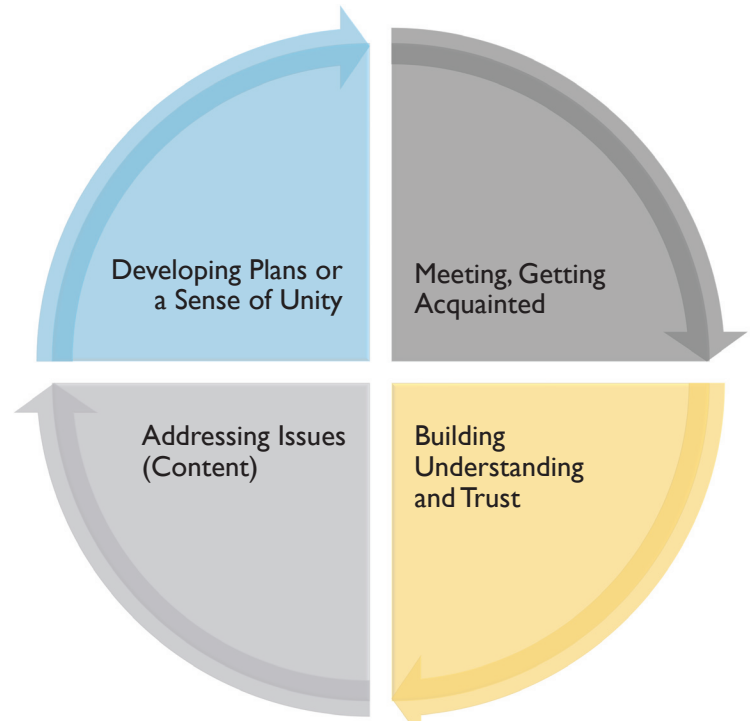 Developing Plans or
a Sense of Unity
Meeting, Getting
Acquainted
Addressing Issues
(Content)
Building
Understanding
and Trust